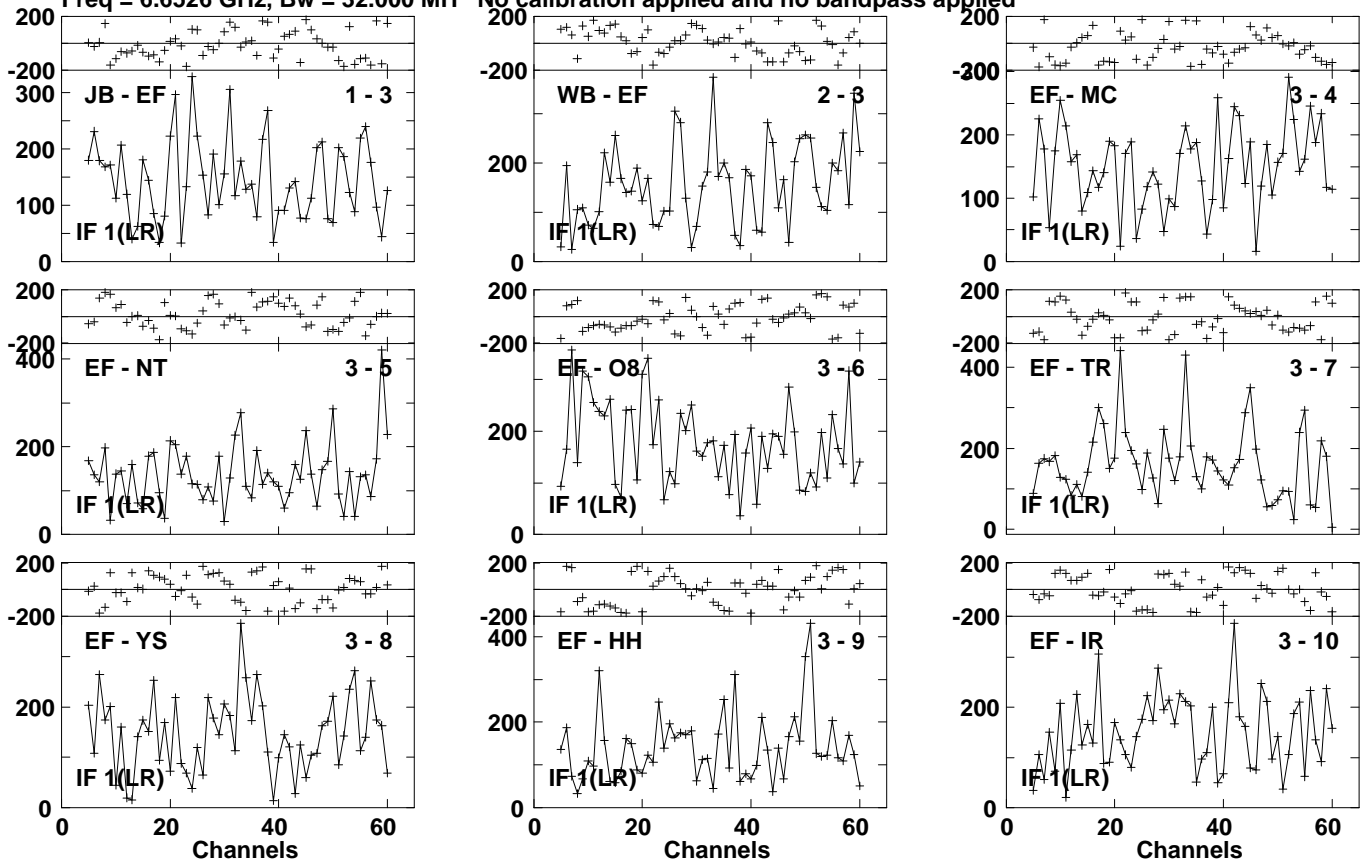 Freq = 6.6526 GHz, Bw = 32.000 MH No calibration applied and no bandpass applied
200
-200
300
200
100
0
JB - EF
1 - 3
IF 1(LR)
200
-200
200
0
WB - EF
2 - 3
IF 1(LR)
200
-200
300
200
100
0
EF - MC
3 - 4
IF 1(LR)
200
-200
400
200
0
EF - NT
3 - 5
IF 1(LR)
200
-200
200
0
EF - O8
3 - 6
IF 1(LR)
200
-200
400
200
0
EF - TR
3 - 7
IF 1(LR)
200
-200
200
0
EF - YS
3 - 8
IF 1(LR)
0 20 40 60
Channels
200
-200
400
200
0
EF - HH
3 - 9
IF 1(LR)
0 20 40 60
Channels
200
-200
200
0
EF - IR
3 - 10
IF 1(LR)
0 20 40 60
Channels